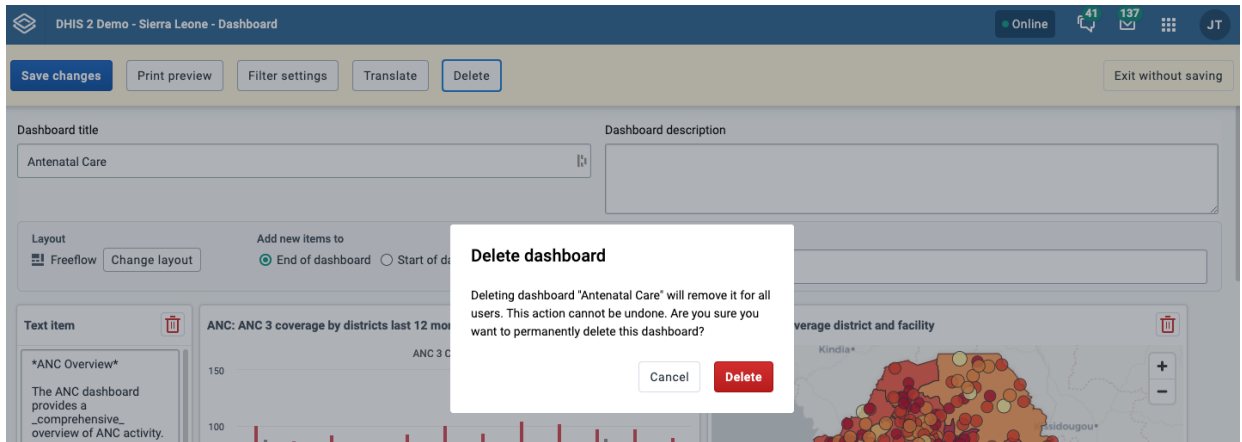 DHIS 2 Demo - Sierra Leone - Dashboard
Online
41
137
JT
Save changes
Print preview
Filter settings
Translate
Delete
Exit without saving
Dashboard title
Antenatal Care
Dashboard description
Layout
Freeflow
Change layout
Add new items to
End of dashboard
Start of da
Delete dashboard
Deleting dashboard "Antenatal Care" will remove it for all
users. This action cannot be undone. Are you sure you
want to permanently delete this dashboard?
Cancel
Delete
Text item
*ANC Overview*
The ANC dashboard
provides a
_comprehensive_
overview of ANC activity.
ANC: ANC 3 coverage by districts last 12 mon
ANC 3 C
150
100
verage district and facility
Kindia
+
−